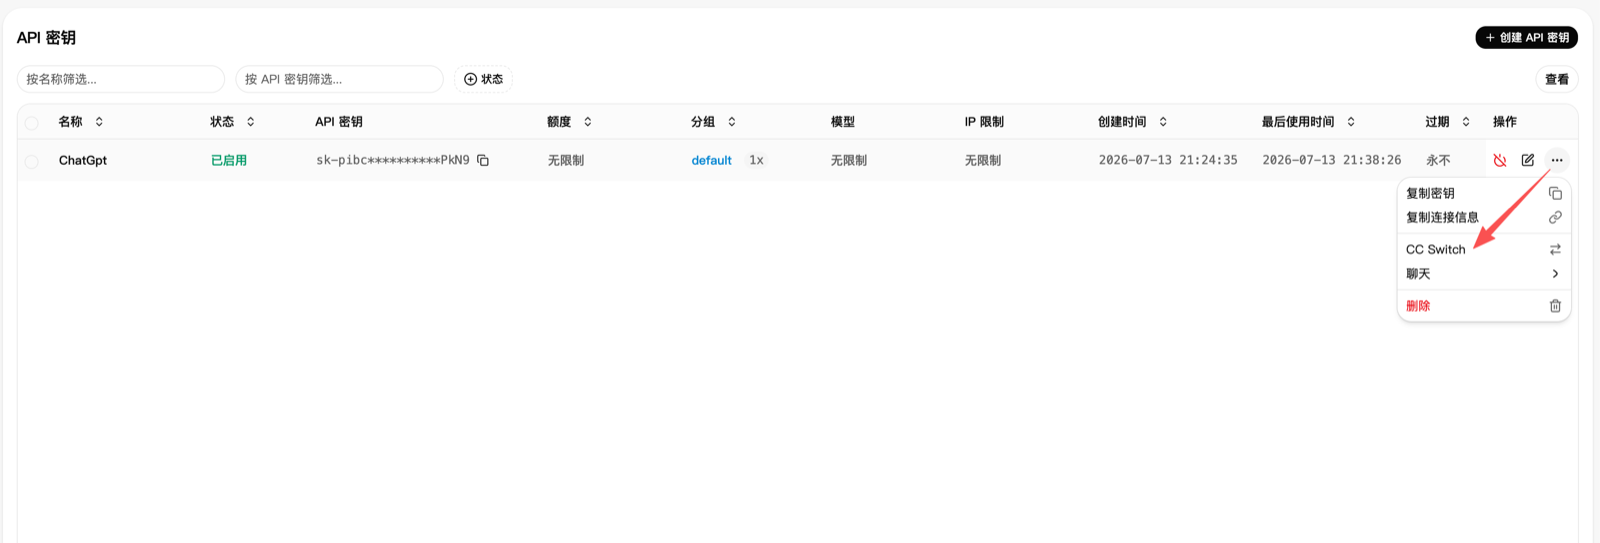 API 密钥
+ 创建 API 密钥
按名称筛选... 按 API 密钥筛选... 状态 查看
名称 状态 API 密钥 额度 分组 模型 IP 限制 创建时间 最后使用时间 过期 操作
ChatGpt 已启用 sk-pibc**********PkN9 无限制 default 1x 无限制 无限制 2026-07-13 21:24:35 2026-07-13 21:38:26 永不
复制密钥
复制连接信息
CC Switch
聊天
删除